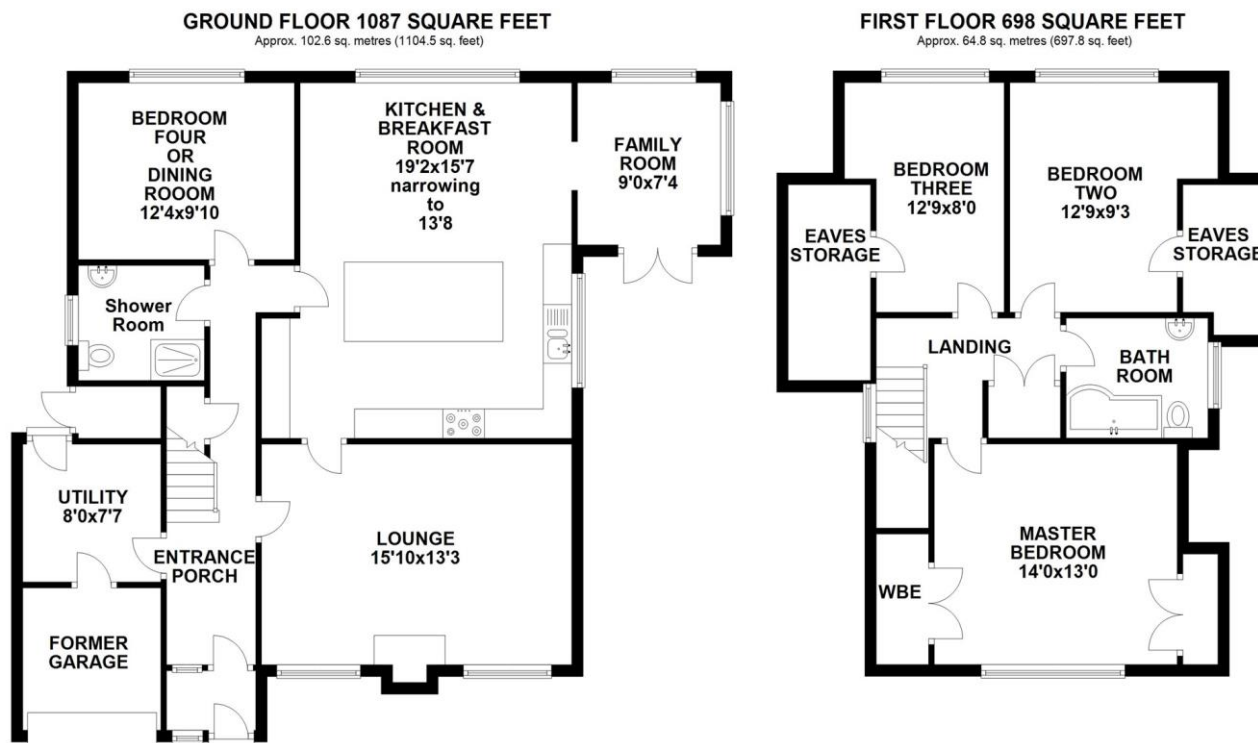 GROUND FLOOR 1087 SQUARE FEET
Approx. 102.6 sq. metres (1104.5 sq. feet)
BEDROOM
FOUR
OR
DINING
ROOOM
12'4x9'10
KITCHEN &
BREAKFAST
ROOM
19'2x15'7
narrowing
to
13'8
FAMILY
ROOM
9'0x7'4
Shower
Room
UTILITY
8'0x7'7
ENTRANCE
PORCH
LOUNGE
15'10x13'3
FORMER
GARAGE
FIRST FLOOR 698 SQUARE FEET
Approx. 64.8 sq. metres (697.8 sq. feet)
BEDROOM
THREE
12'9x8'0
BEDROOM
TWO
12'9x9'3
EAVES
STORAGE
EAVES
STORAGE
LANDING
BATH
ROOM
MASTER
BEDROOM
14'0x13'0
WBE